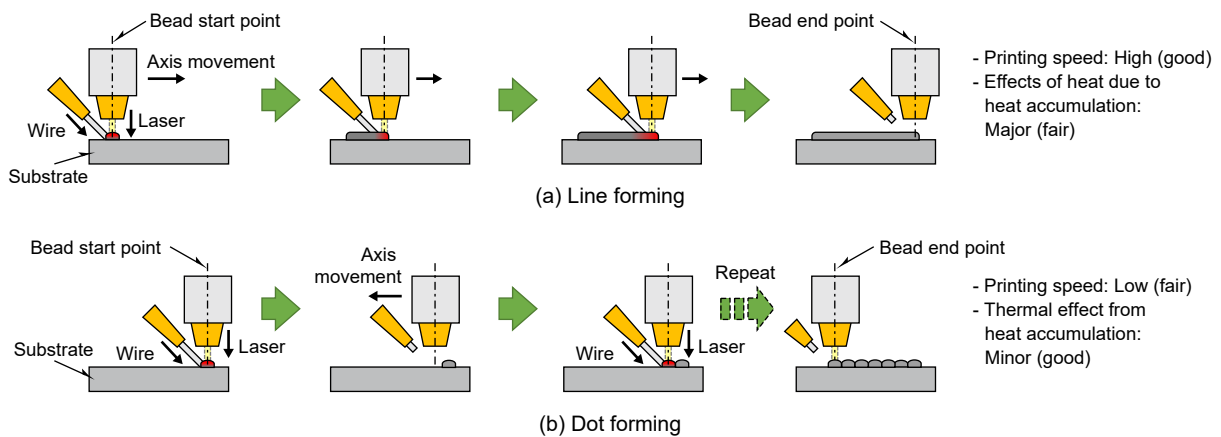 Bead start point
Axis movement
Wire
Laser
Substrate
Bead end point
- Printing speed: High (good)
- Effects of heat due to
heat accumulation:
Major (fair)
(a) Line forming
Bead start point
Substrate
Wire
Laser
Axis
movement
Wire
Laser
Repeat
Bead end point
- Printing speed: Low (fair)
- Thermal effect from
heat accumulation:
Minor (good)
(b) Dot forming